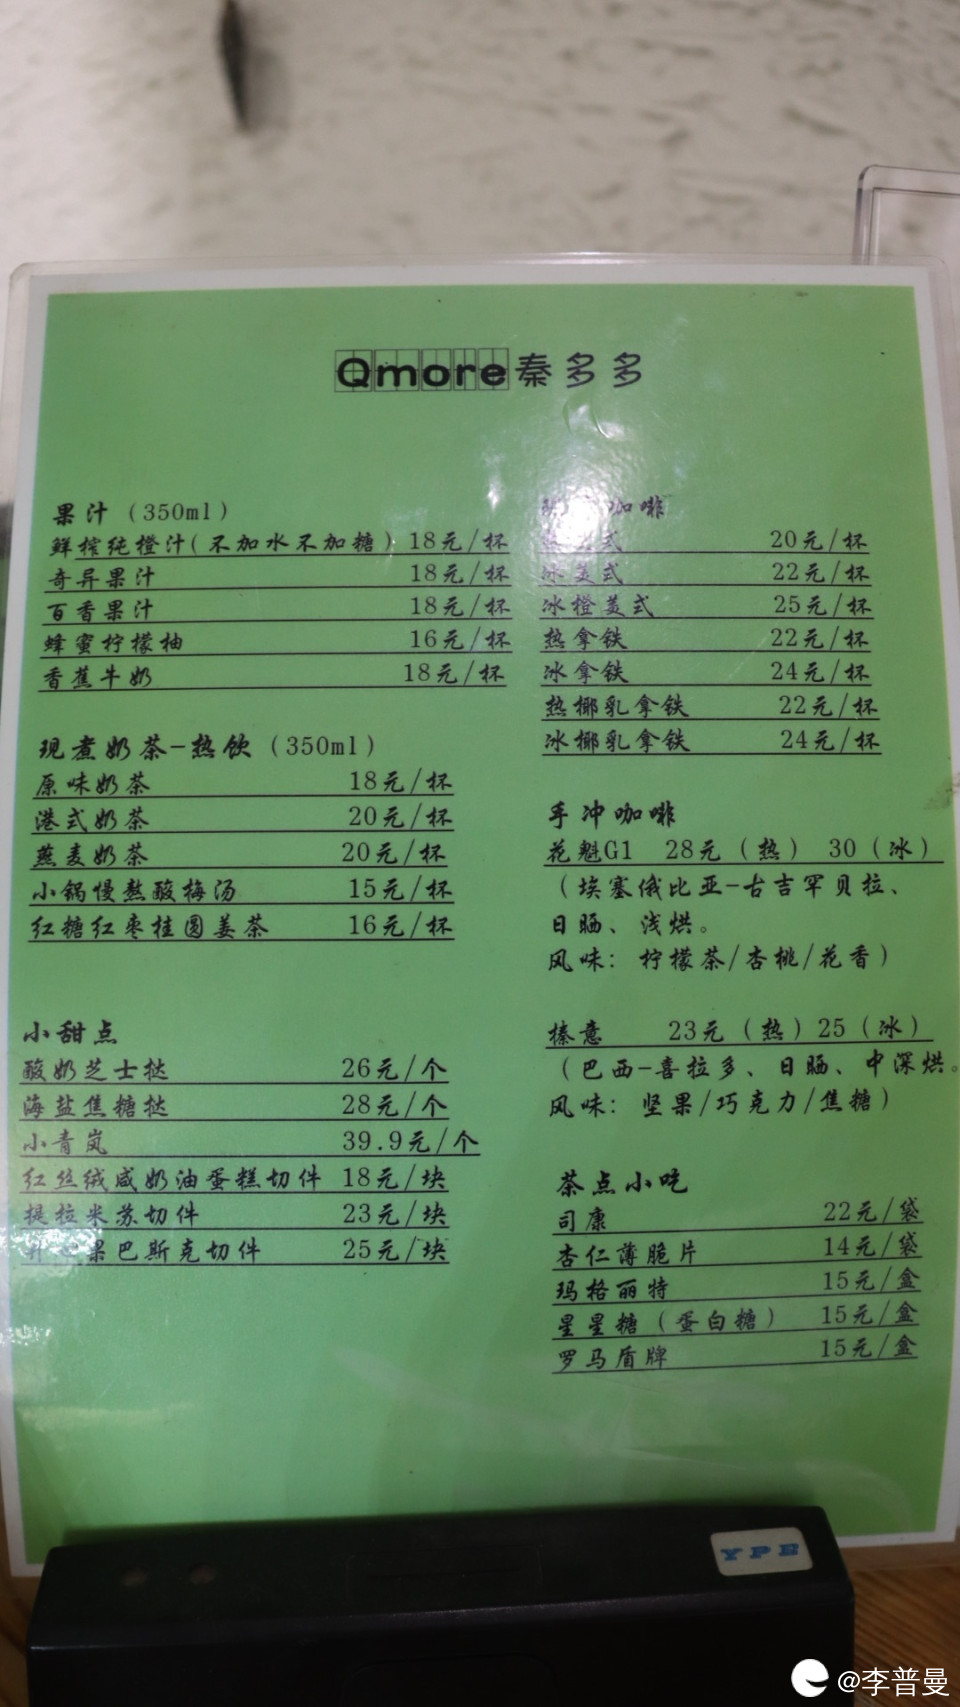 Qmore秦多多
果汁（350ml）
鲜榨纯橙汁（不加水不加糖）18元/杯
奇异果汁 18元/杯
百香果汁 18元/杯
蜂蜜柠檬柚 16元/杯
香蕉牛奶 18元/杯
现煮奶茶-热饮（350ml）
原味奶茶 18元/杯
港式奶茶 20元/杯
燕麦奶茶 20元/杯
小锅慢熬酸梅汤 15元/杯
红糖红枣桂圆姜茶 16元/杯
小甜点
酸奶芝士挞 26元/个
海盐焦糖挞 28元/个
小青岚 39.9元/个
红丝绒咸奶油蛋糕切件 18元/块
提拉米苏切件 23元/块
果巴斯克切件 25元/块
咖啡
式 20元/杯
冰美式 22元/杯
冰橙美式 25元/杯
热拿铁 22元/杯
冰拿铁 24元/杯
热椰乳拿铁 22元/杯
冰椰乳拿铁 24元/杯
手冲咖啡
花魁G1 28元（热） 30（冰）
（埃塞俄比亚-古吉罕贝拉、
日晒、浅烘。
风味：柠檬茶/杏桃/花香）
榛意 23元（热）25（冰）
（巴西-喜拉多、日晒、中深烘。
风味：坚果/巧克力/焦糖）
茶点小吃
司康 22元/袋
杏仁薄脆片 14元/袋
玛格丽特 15元/盒
星星糖（蛋白糖） 15元/盒
罗马盾牌 15元/盒
YPE
@李普曼